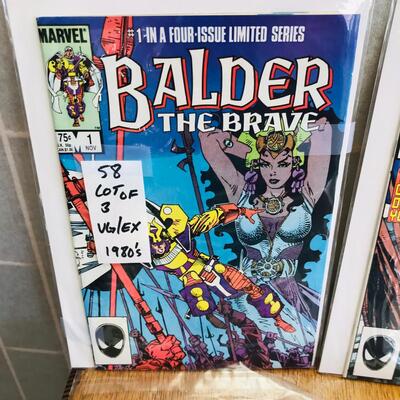 #1 IN A FOUR-ISSUE LIMITED SERIES
MARVEL
BALDER
THE BRAVE
75¢
1
NOV
58
LOT OF
3
VG/EX
1980's